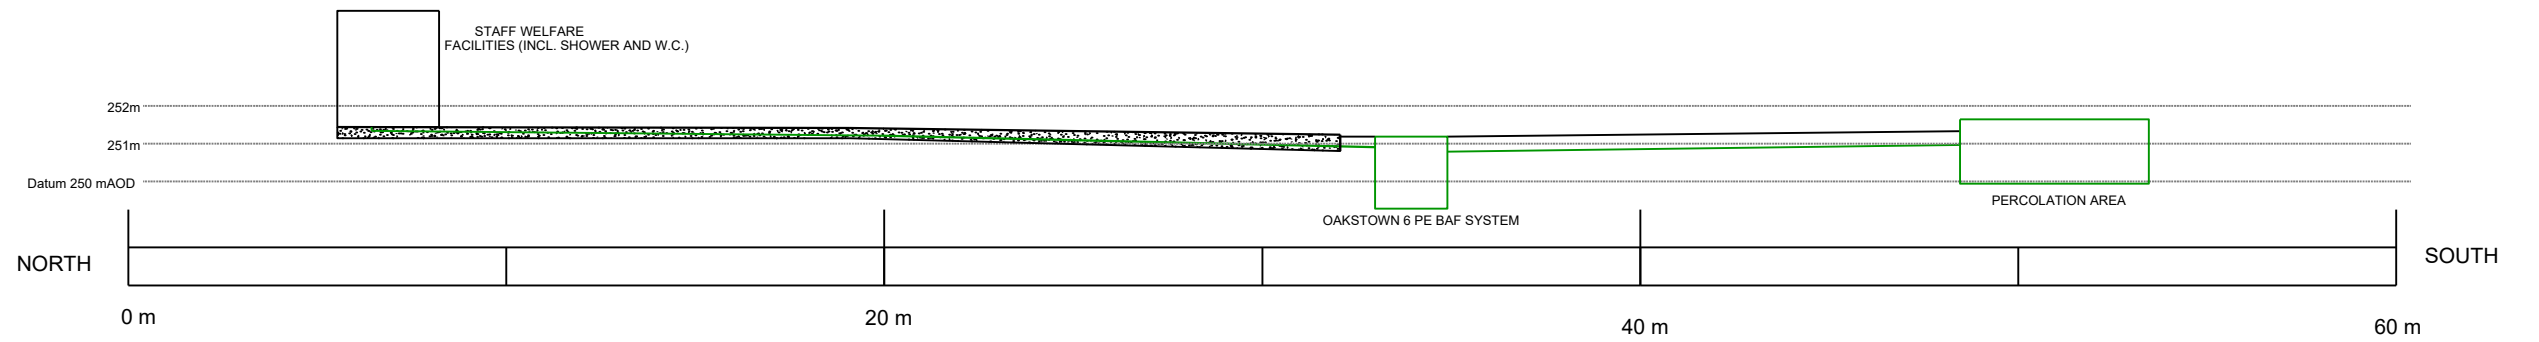 STAFF WELFARE
FACILITIES (INCL. SHOWER AND W.C.)
252m
251m
Datum 250 mAOD
OAKSTOWN 6 PE BAF SYSTEM
PERCOLATION AREA
NORTH
SOUTH
0 m
20 m
40 m
60 m